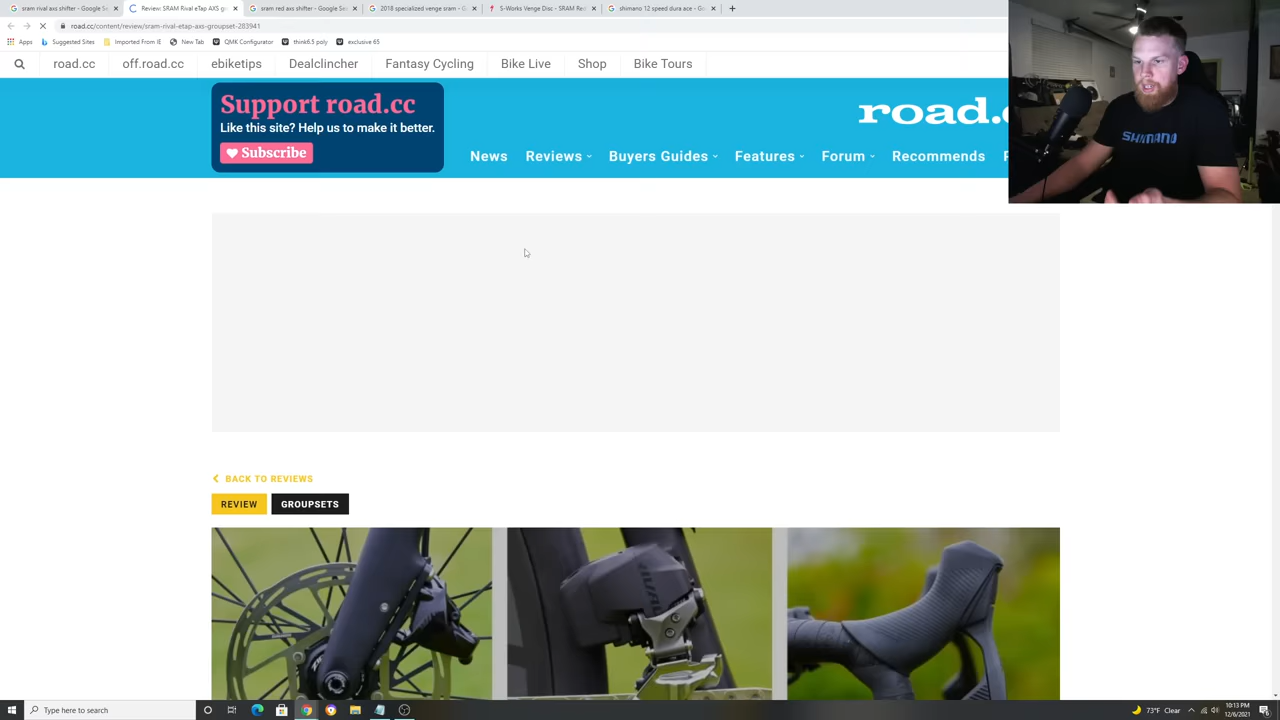 sram rival axs shifter - Google Se
Review: SRAM Rival eTap AXS gr
sram red axs shifter - Google Sea
2018 specialized venge sram - G
S-Works Venge Disc - SRAM Re
shimano 12 speed dura ace - Go
road.cc/content/review/sram-rival-etap-axs-groupset-283941
Apps
Suggested Sites
Imported From IE
New Tab
QMK Configurator
think6.5 poly
exclusive 65
road.cc
off.road.cc
ebiketips
Dealclincher
Fantasy Cycling
Bike Live
Shop
Bike Tours
Support road.cc
Like this site? Help us to make it better.
Subscribe
road.c
News
Reviews
Buyers Guides
Features
Forum
Recommends
SHIMANO
BACK TO REVIEWS
REVIEW
GROUPSETS
RIVAL
Type here to search
73°F Clear
10:13 PM
12/6/2021